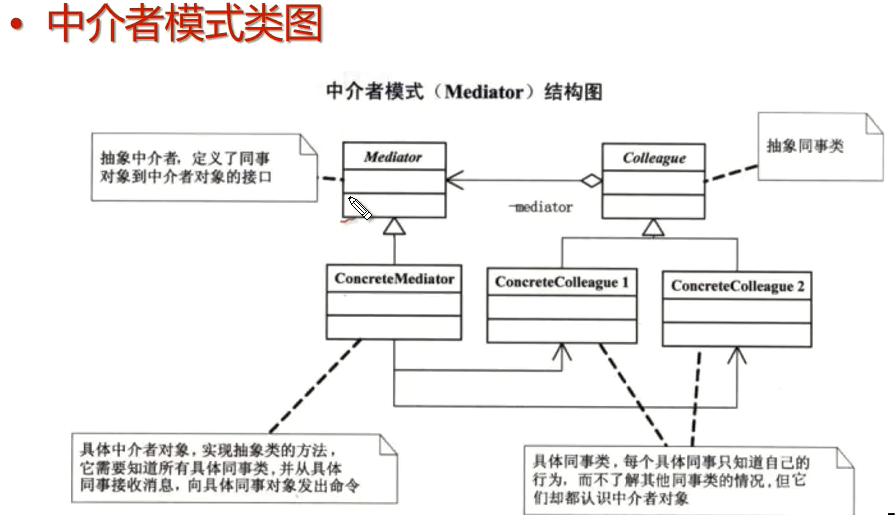 • 中介者模式类图
中介者模式（Mediator）结构图
抽象中介者，定义了同事
对象到中介者对象的接口
Mediator
Colleague
抽象同事类
-mediator
ConcreteMediator
ConcreteColleague 1
ConcreteColleague 2
具体中介者对象，实现抽象类的方法，
它需要知道所有具体同事类，并从具体
同事接收消息，向具体同事对象发出命令
具体同事类，每个具体同事只知道自己的
行为，而不了解其他同事类的情况，但它
们却都认识中介者对象